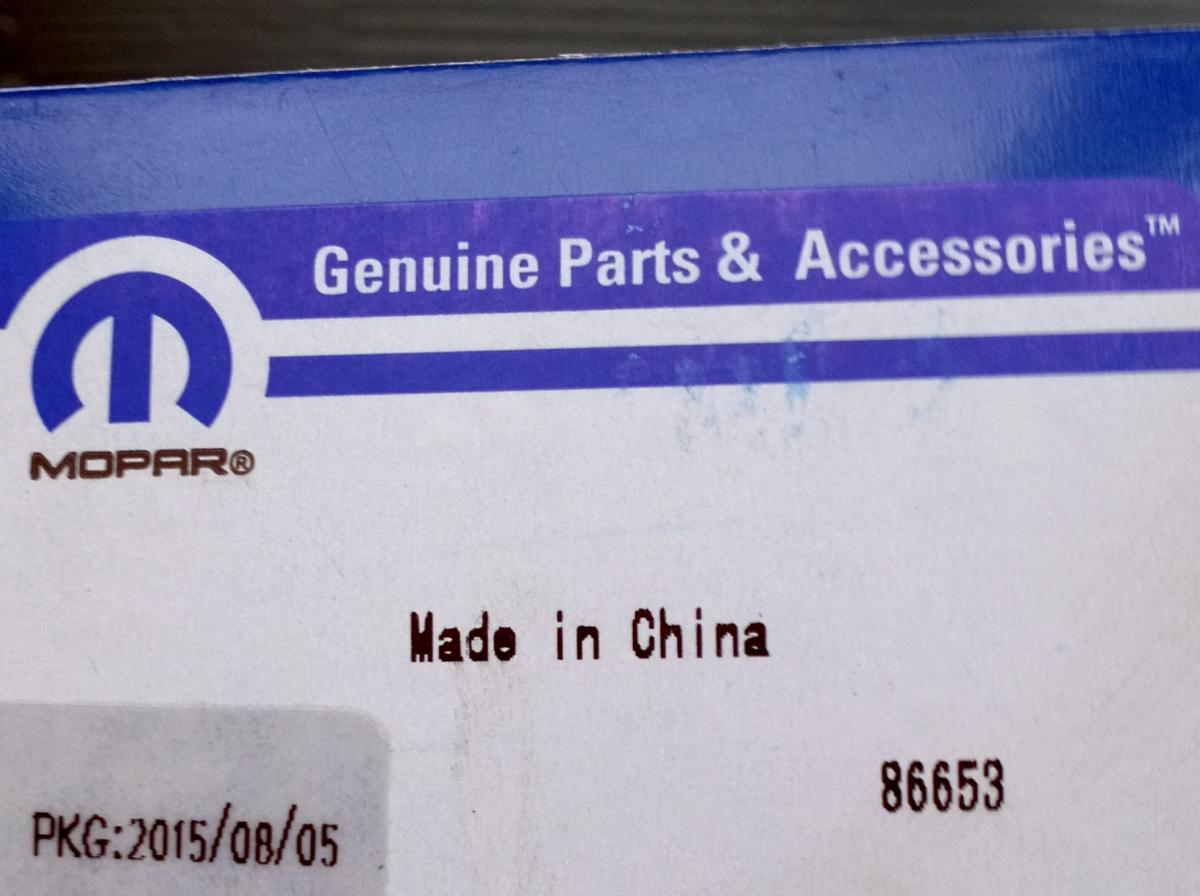 Genuine Parts & Accessories™
MOPAR®
Made in China
86653
PKG:2015/08/05